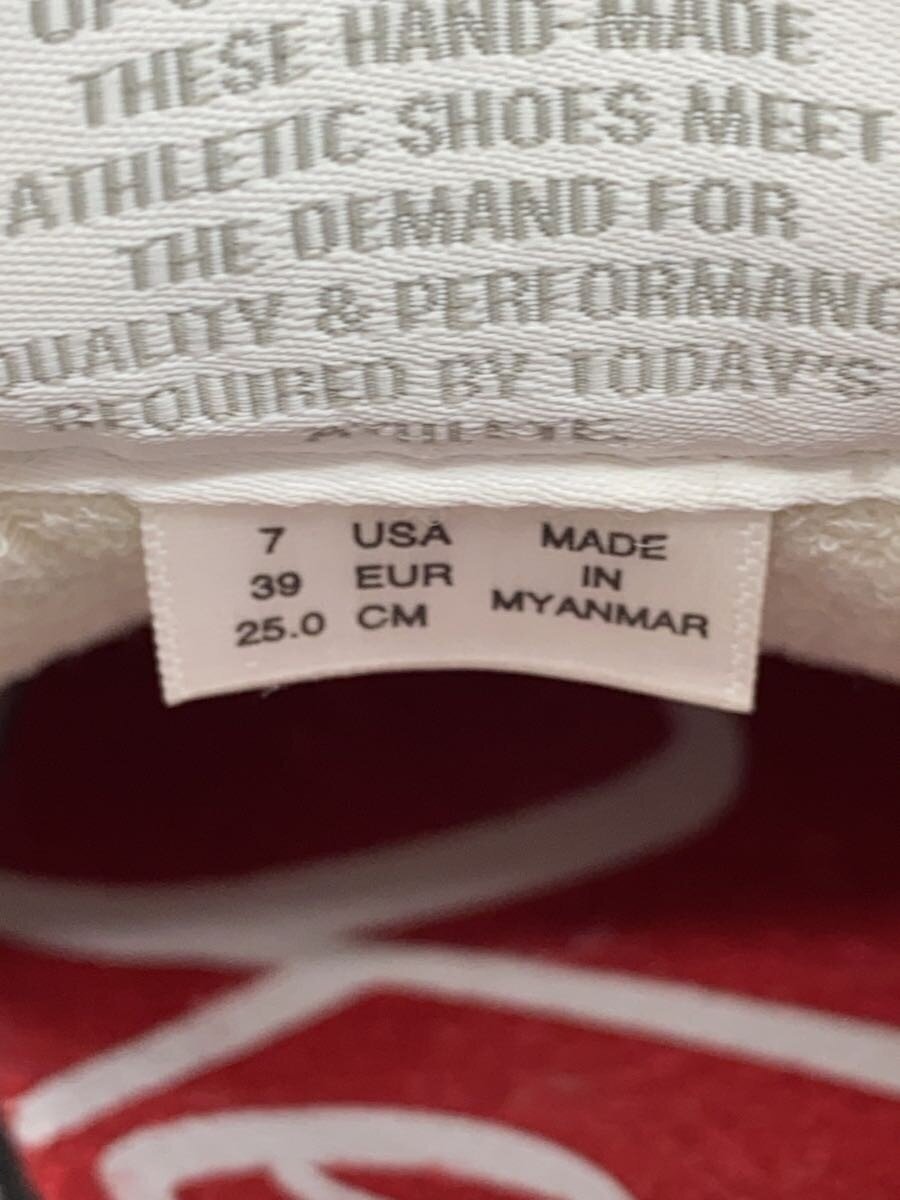 THESE HAND-MADE
ATHLETIC SHOES MEET
THE DEMAND FOR
QUALITY & PERFORMANC
REQUIRED BY TODAY'S
ATHLETE.
7 USA
39 EUR
25.0 CM
MADE
IN
MYANMAR